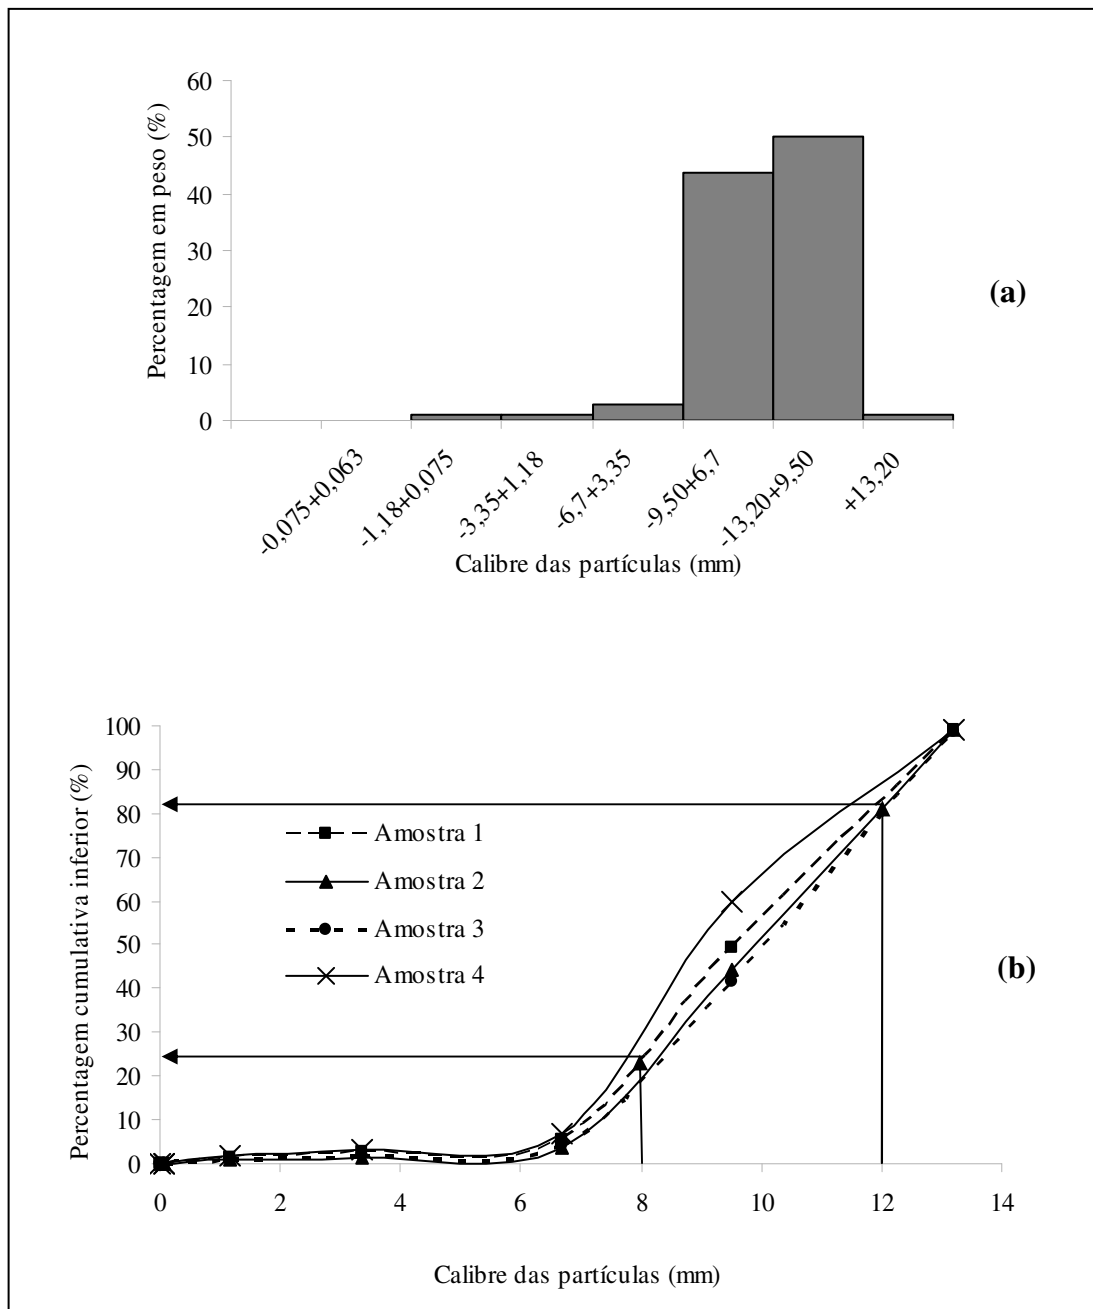 60
50
40
30
20
10
0
Percentagem em peso (%)
-0,075+0,063
-1,18+0,075
-3,35+1,18
-6,7+3,35
-9,50+6,7
-13,20+9,50
+13,20
Calibre das partículas (mm)
(a)
100
90
80
70
60
50
40
30
20
10
0
Percentagem cumulativa inferior (%)
Amostra 1
Amostra 2
Amostra 3
Amostra 4
0 2 4 6 8 10 12 14
Calibre das partículas (mm)
(b)